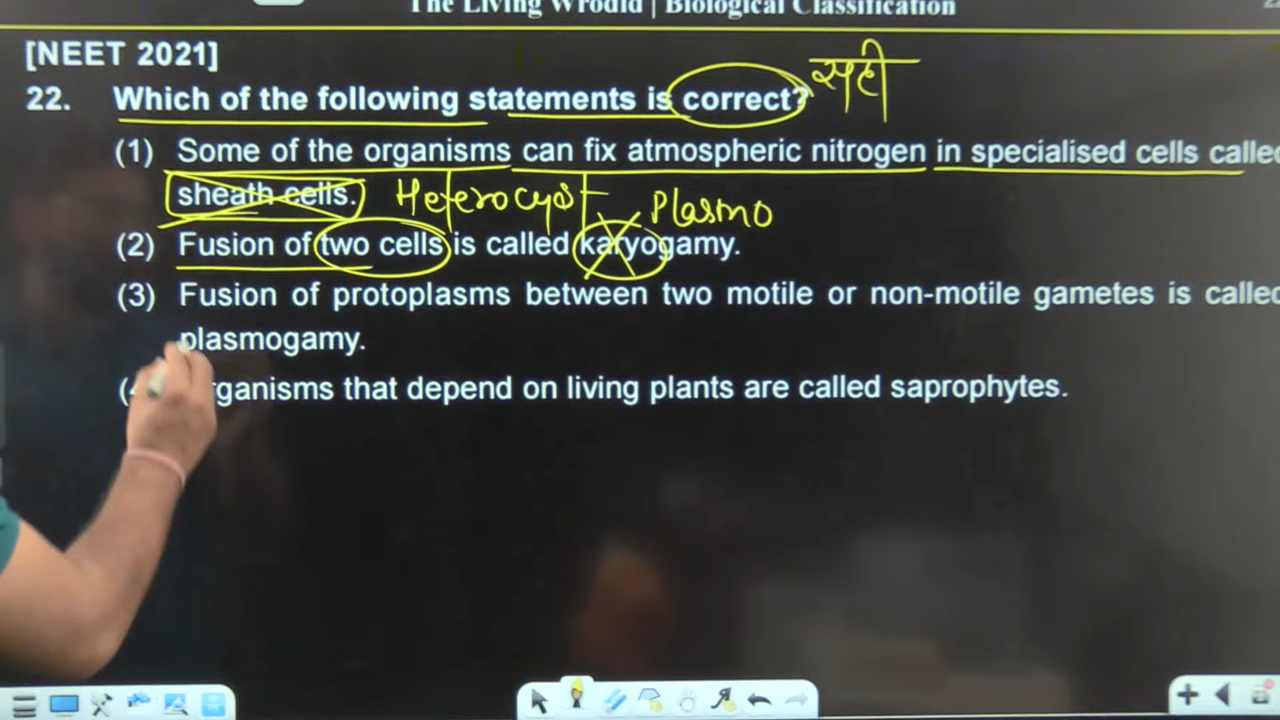 The Living Wrodld | Biological Classification
[NEET 2021]
22. Which of the following statements is correct? सही
(1) Some of the organisms can fix atmospheric nitrogen in specialised cells called
sheath cells. Heterocyst Plasmo
(2) Fusion of two cells is called karyogamy.
(3) Fusion of protoplasms between two motile or non-motile gametes is called
plasmogamy.
organisms that depend on living plants are called saprophytes.